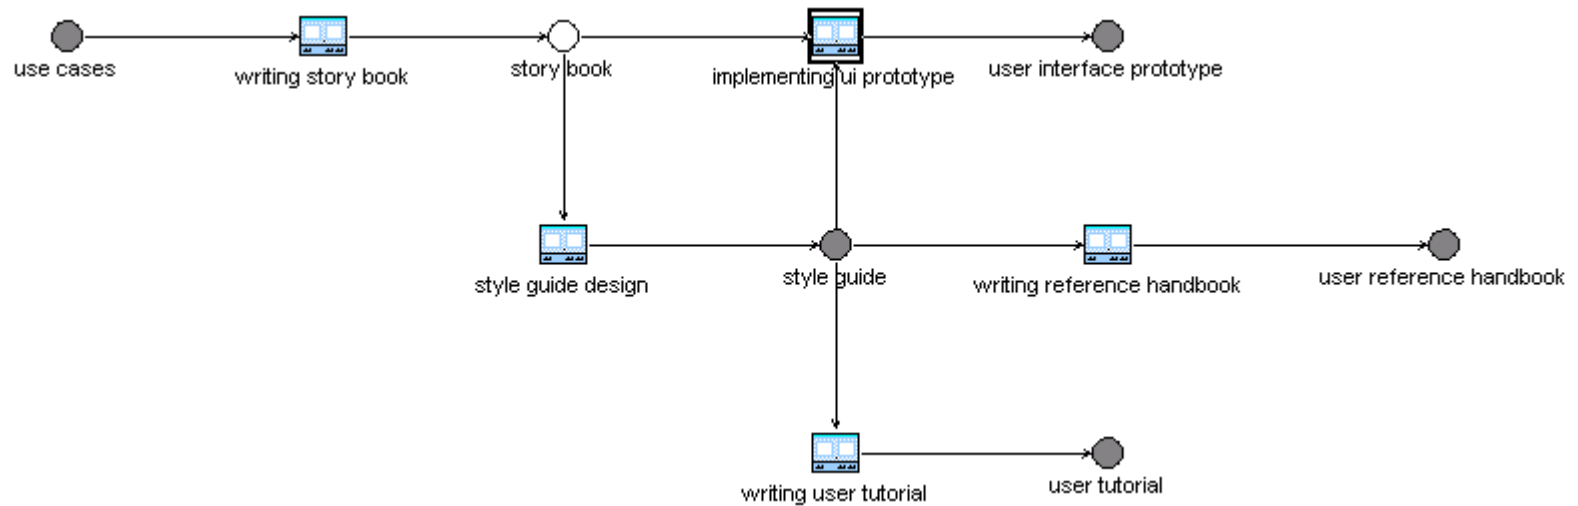 use cases
writing story book
story book
implementing ui prototype
user interface prototype
style guide design
style guide
writing reference handbook
user reference handbook
writing user tutorial
user tutorial